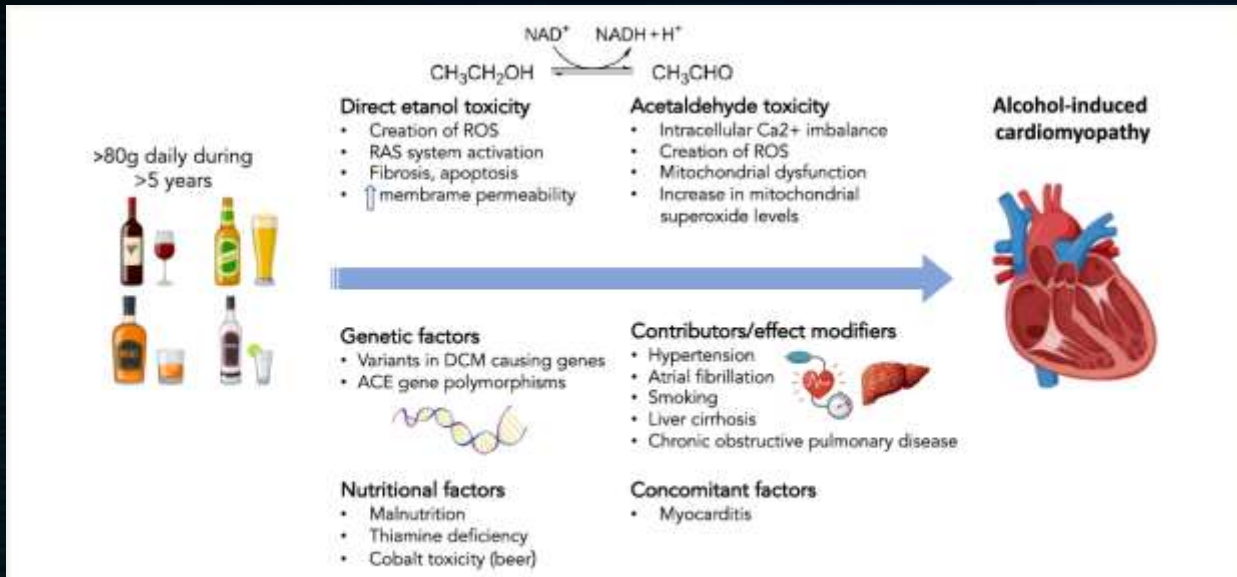 NAD⁺ NADH + H⁺
CH₃CH₂OH CH₃CHO
>80g daily during
>5 years
Direct etanol toxicity
• Creation of ROS
• RAS system activation
• Fibrosis, apoptosis
• ⇧ membrame permeability
Acetaldehyde toxicity
• Intracellular Ca2+ imbalance
• Creation of ROS
• Mitochondrial dysfunction
• Increase in mitochondrial
superoxide levels
Alcohol-induced
cardiomyopathy
Genetic factors
• Variants in DCM causing genes
• ACE gene polymorphisms
Contributors/effect modifiers
• Hypertension
• Atrial fibrillation
• Smoking
• Liver cirrhosis
• Chronic obstructive pulmonary disease
Nutritional factors
• Malnutrition
• Thiamine deficiency
• Cobalt toxicity (beer)
Concomitant factors
• Myocarditis